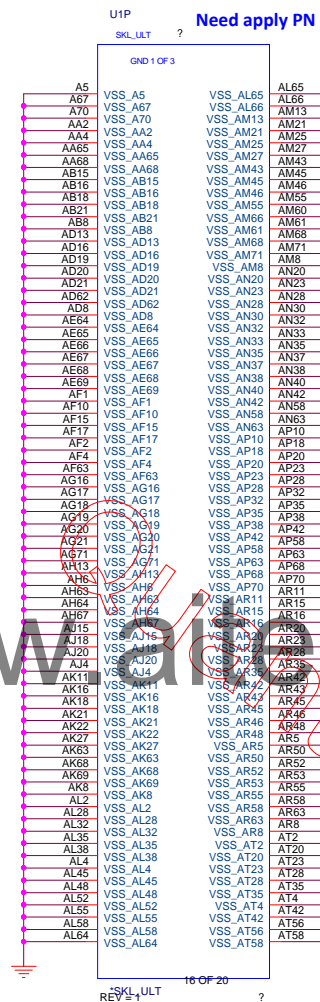 U1P
Need apply PN
SKL_ULT ?
GND 1 OF 3
A5 VSS_A5 VSS_AL65 AL65
A67 VSS_A67 VSS_AL66 AL66
A70 VSS_A70 VSS_AM13 AM13
AA2 VSS_AA2 VSS_AM21 AM21
AA4 VSS_AA4 VSS_AM25 AM25
AA65 VSS_AA65 VSS_AM27 AM27
AA68 VSS_AA68 VSS_AM43 AM43
AB15 VSS_AB15 VSS_AM45 AM45
AB16 VSS_AB16 VSS_AM46 AM46
AB18 VSS_AB18 VSS_AM55 AM55
AB21 VSS_AB21 VSS_AM60 AM60
AB8 VSS_AB8 VSS_AM61 AM61
AD13 VSS_AD13 VSS_AM68 AM68
AD16 VSS_AD16 VSS_AM71 AM71
AD19 VSS_AD19 VSS_AM8 AM8
AD20 VSS_AD20 VSS_AN20 AN20
AD21 VSS_AD21 VSS_AN23 AN23
AD62 VSS_AD62 VSS_AN28 AN28
AD8 VSS_AD8 VSS_AN30 AN30
AE64 VSS_AE64 VSS_AN32 AN32
AE65 VSS_AE65 VSS_AN33 AN33
AE66 VSS_AE66 VSS_AN35 AN35
AE67 VSS_AE67 VSS_AN37 AN37
AE68 VSS_AE68 VSS_AN38 AN38
AE69 VSS_AE69 VSS_AN40 AN40
AF1 VSS_AF1 VSS_AN42 AN42
AF10 VSS_AF10 VSS_AN58 AN58
AF15 VSS_AF15 VSS_AN63 AN63
AF17 VSS_AF17 VSS_AP10 AP10
AF2 VSS_AF2 VSS_AP18 AP18
AF4 VSS_AF4 VSS_AP20 AP20
AF63 VSS_AF63 VSS_AP23 AP23
AG16 VSS_AG16 VSS_AP28 AP28
AG17 VSS_AG17 VSS_AP32 AP32
AG18 VSS_AG18 VSS_AP35 AP35
AG19 VSS_AG19 VSS_AP38 AP38
AG20 VSS_AG20 VSS_AP42 AP42
AG21 VSS_AG21 VSS_AP58 AP58
AG71 VSS_AG71 VSS_AP63 AP63
AH13 VSS_AH13 VSS_AP68 AP68
AH6 VSS_AH6 VSS_AP70 AP70
AH63 VSS_AH63 VSS_AR11 AR11
AH64 VSS_AH64 VSS_AR15 AR15
AH67 VSS_AH67 VSS_AR16 AR16
AJ15 VSS_AJ15 VSS_AR20 AR20
AJ18 VSS_AJ18 VSS_AR23 AR23
AJ20 VSS_AJ20 VSS_AR28 AR28
AJ4 VSS_AJ4 VSS_AR35 AR35
AK11 VSS_AK11 VSS_AR42 AR42
AK16 VSS_AK16 VSS_AR43 AR43
AK18 VSS_AK18 VSS_AR45 AR45
AK21 VSS_AK21 VSS_AR46 AR46
AK22 VSS_AK22 VSS_AR48 AR48
AK27 VSS_AK27 VSS_AR5 AR5
AK63 VSS_AK63 VSS_AR50 AR50
AK68 VSS_AK68 VSS_AR52 AR52
AK69 VSS_AK69 VSS_AR53 AR53
AK8 VSS_AK8 VSS_AR55 AR55
AL2 VSS_AL2 VSS_AR58 AR58
AL28 VSS_AL28 VSS_AR63 AR63
AL32 VSS_AL32 VSS_AR8 AR8
AL35 VSS_AL35 VSS_AT2 AT2
AL38 VSS_AL38 VSS_AT20 AT20
AL4 VSS_AL4 VSS_AT23 AT23
AL45 VSS_AL45 VSS_AT28 AT28
AL48 VSS_AL48 VSS_AT35 AT35
AL52 VSS_AL52 VSS_AT4 AT4
AL55 VSS_AL55 VSS_AT42 AT42
AL58 VSS_AL58 VSS_AT56 AT56
AL64 VSS_AL64 VSS_AT58 AT58
w.aite
16 OF 20
*SKL_ULT
REV = 1 ?